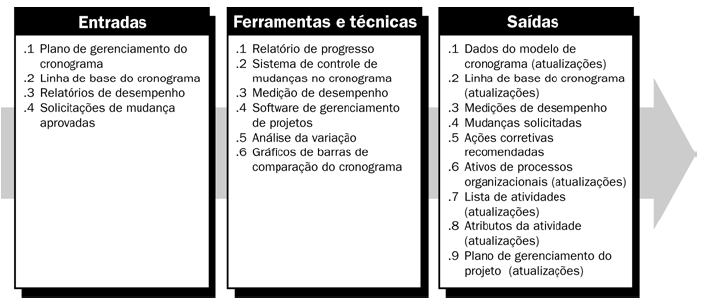 Entradas
.1 Plano de gerenciamento do
cronograma
.2 Linha de base do cronograma
.3 Relatórios de desempenho
.4 Solicitações de mudança
aprovadas
Ferramentas e técnicas
.1 Relatório de progresso
.2 Sistema de controle de
mudanças no cronograma
.3 Medição de desempenho
.4 Software de gerenciamento
de projetos
.5 Análise da variação
.6 Gráficos de barras de
comparação do cronograma
Saídas
.1 Dados do modelo de
cronograma (atualizações)
.2 Linha de base do cronograma
(atualizações)
.3 Medições de desempenho
.4 Mudanças solicitadas
.5 Ações corretivas
recomendadas
.6 Ativos de processos
organizacionais (atualizações)
.7 Lista de atividades
(atualizações)
.8 Atributos da atividade
(atualizações)
.9 Plano de gerenciamento do
projeto (atualizações)